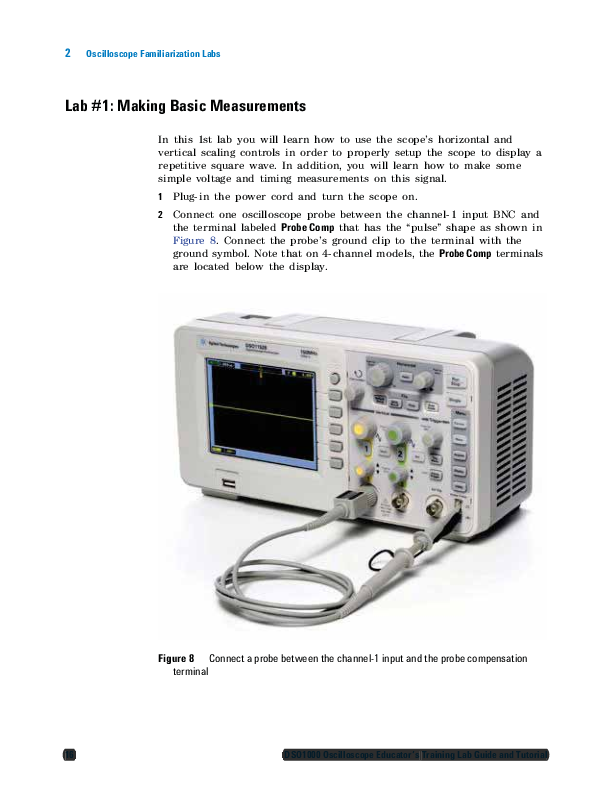 2 Oscilloscope Familiarization Labs
Lab #1: Making Basic Measurements
In this 1st lab you will learn how to use the scope's horizontal and
vertical scaling controls in order to properly setup the scope to display a
repetitive square wave. In addition, you will learn how to make some
simple voltage and timing measurements on this signal.
1 Plug-in the power cord and turn the scope on.
2 Connect one oscilloscope probe between the channel-1 input BNC and
the terminal labeled Probe Comp that has the “pulse” shape as shown in
Figure 8. Connect the probe's ground clip to the terminal with the
ground symbol. Note that on 4-channel models, the Probe Comp terminals
are located below the display.
Agilent Technologies
1
2
Figure 8 Connect a probe between the channel-1 input and the probe compensation
terminal
DSO1000 Oscilloscope Educator's Training Lab Guide and Tutorial